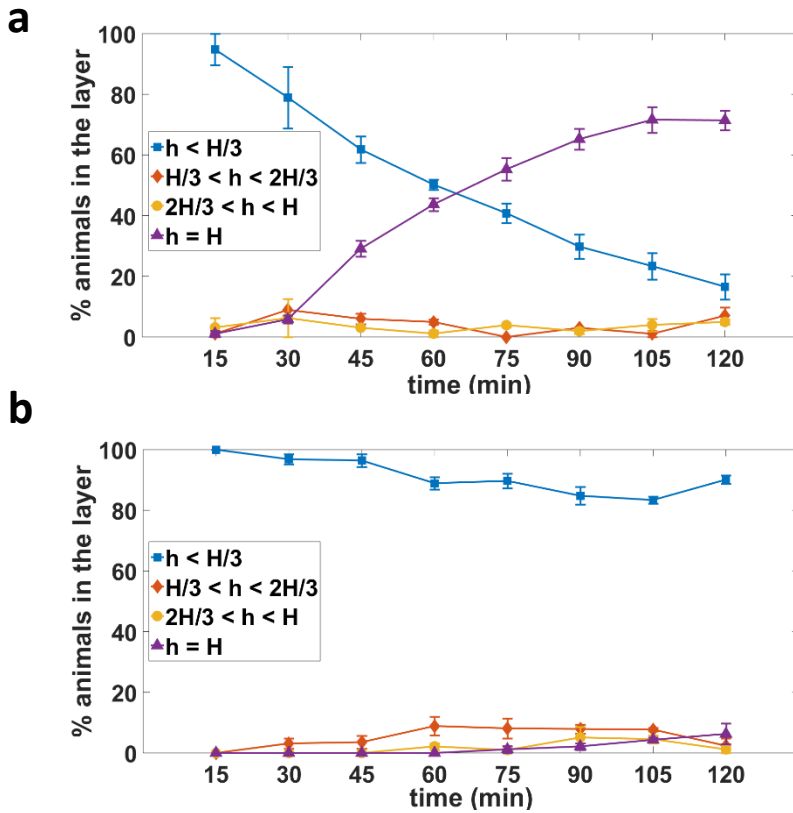 a
% animals in the layer
100
80
60
40
20
0
h < H/3
H/3 < h < 2H/3
2H/3 < h < H
h = H
15 30 45 60 75 90 105 120
time (min)
b
% animals in the layer
100
80
60
40
20
0
h < H/3
H/3 < h < 2H/3
2H/3 < h < H
h = H
15 30 45 60 75 90 105 120
time (min)